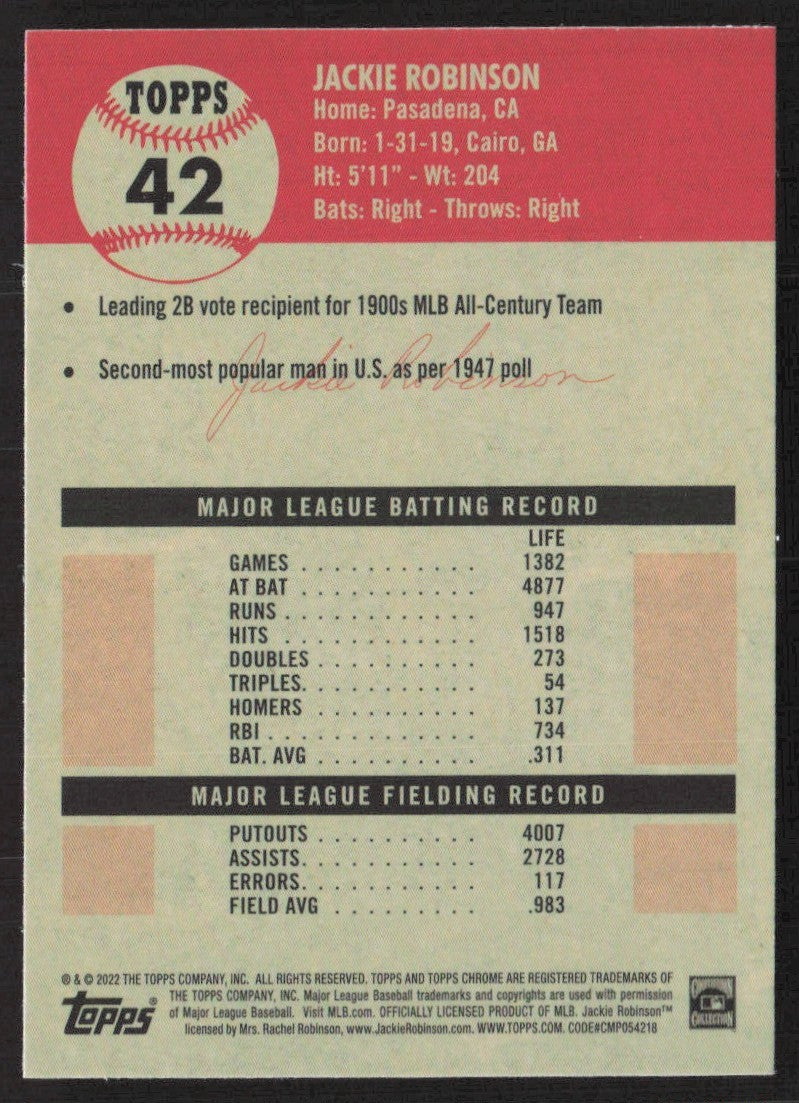 TOPPS
42
JACKIE ROBINSON
Home: Pasadena, CA
Born: 1-31-19, Cairo, GA
Ht: 5'11" - Wt: 204
Bats: Right - Throws: Right
• Leading 2B vote recipient for 1900s MLB All-Century Team
• Second-most popular man in U.S. as per 1947 poll
Jackie Robinson
MAJOR LEAGUE BATTING RECORD
LIFE
GAMES . . . . . . . . . . . 1382
AT BAT . . . . . . . . . . . 4877
RUNS . . . . . . . . . . . . 947
HITS . . . . . . . . . . . . 1518
DOUBLES . . . . . . . . . . 273
TRIPLES. . . . . . . . . . . 54
HOMERS . . . . . . . . . . 137
RBI . . . . . . . . . . . . . 734
BAT. AVG . . . . . . . . . . .311
MAJOR LEAGUE FIELDING RECORD
PUTOUTS . . . . . . . . . . 4007
ASSISTS. . . . . . . . . . . 2728
ERRORS. . . . . . . . . . . 117
FIELD AVG . . . . . . . . . .983
® & © 2022 THE TOPPS COMPANY, INC. ALL RIGHTS RESERVED. TOPPS AND TOPPS CHROME ARE REGISTERED TRADEMARKS OF
THE TOPPS COMPANY, INC. Major League Baseball trademarks and copyrights are used with permission
of Major League Baseball. Visit MLB.com. OFFICIALLY LICENSED PRODUCT OF MLB. Jackie Robinson™
licensed by Mrs. Rachel Robinson, www.JackieRobinson.com. WWW.TOPPS.COM. CODE#CMP054218
Topps®
COOPERSTOWN
COLLECTION